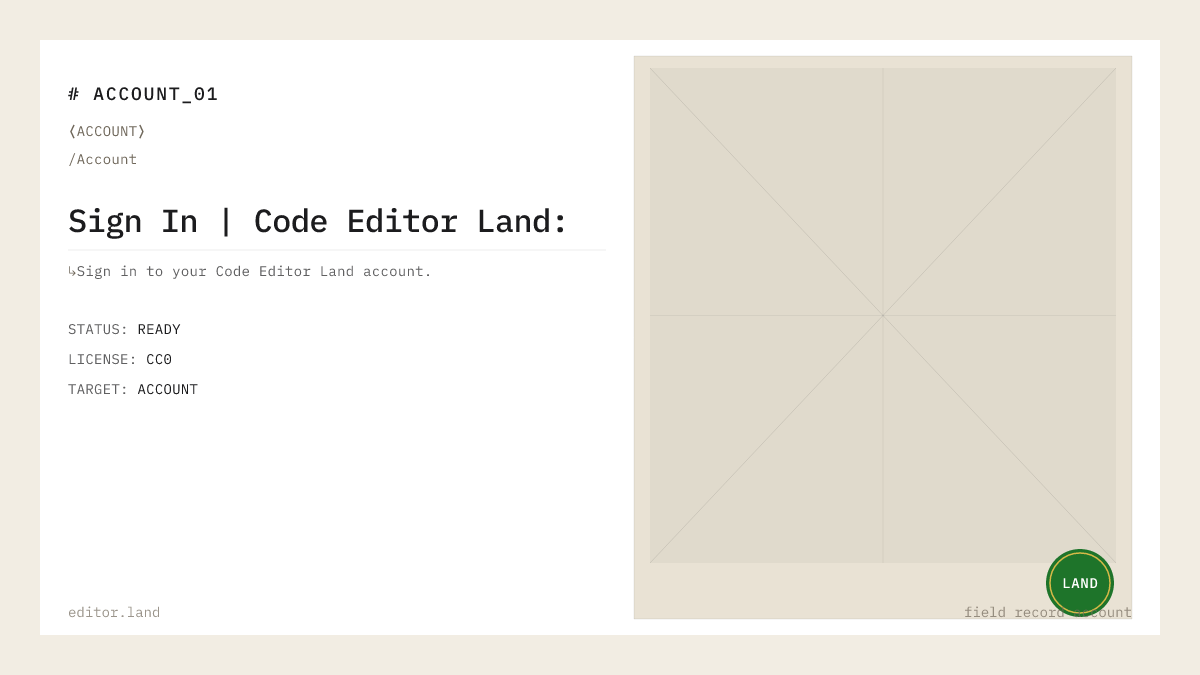 # ACCOUNT_01
⟨ACCOUNT⟩
/Account
Sign In | Code Editor Land:
↳Sign in to your Code Editor Land account.
STATUS: READY
LICENSE: CC0
TARGET: ACCOUNT
LAND
editor.land
field record